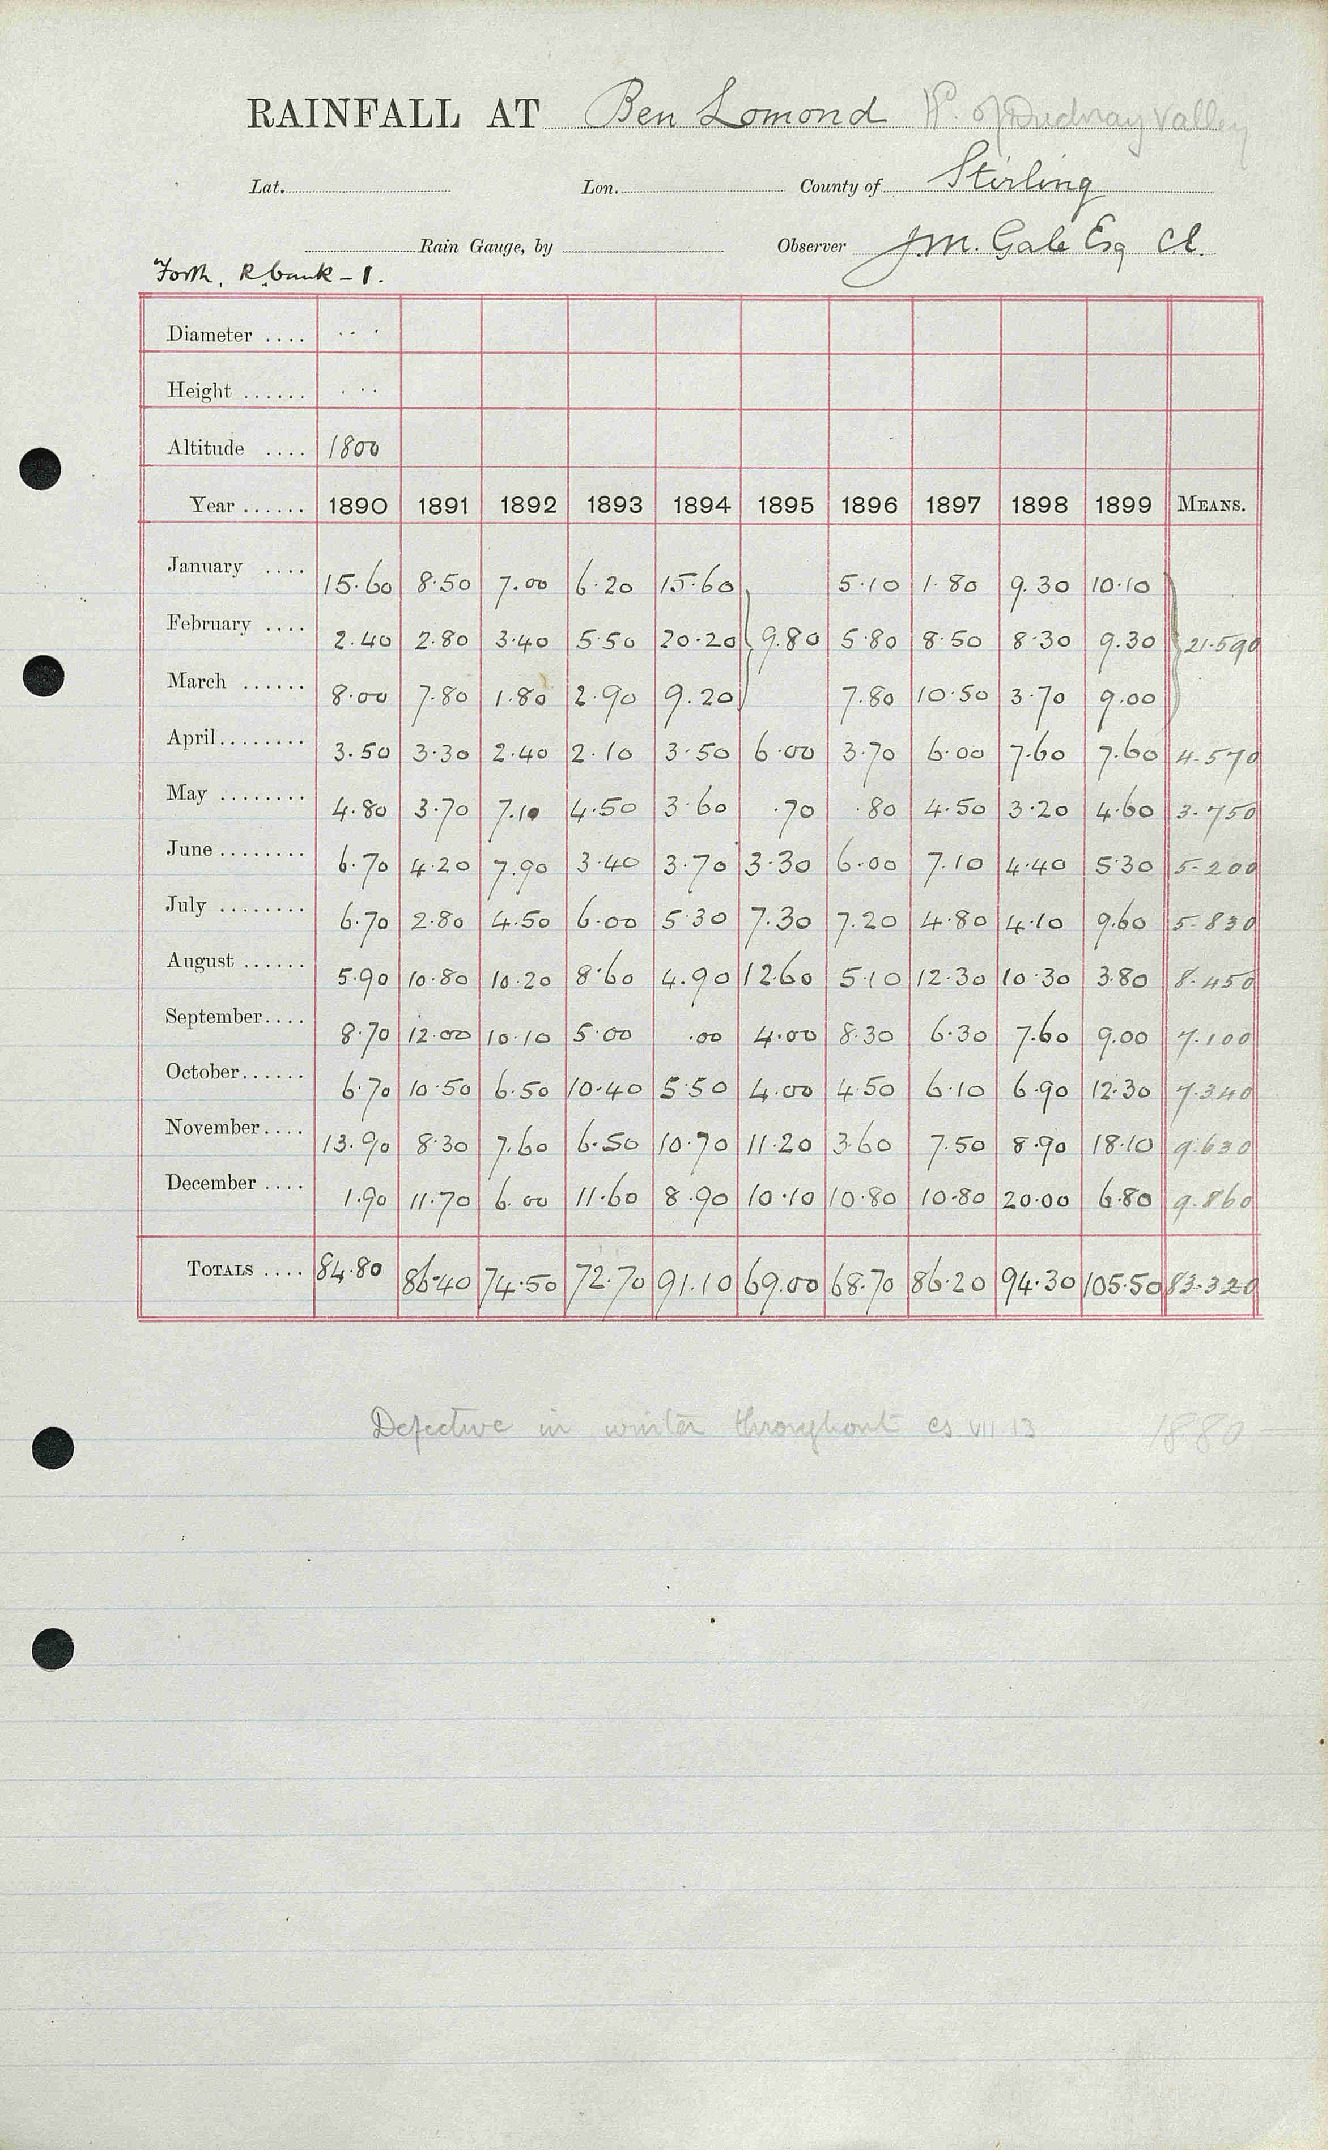 RAINFALL AT Ben Lomond of valley
Lat. Lon. County of Stirling
Rain Gauge, by Observer J.M. Gale Esq C.E.
Forth. R. bank - 1.
Diameter .... ...
Height ...... ...
Altitude .... 1800
Year ...... 1890 1891 1892 1893 1894 1895 1896 1897 1898 1899 MEANS.
January .... 15.60 8.50 7.00 6.20 15.60 5.10 1.80 9.30 10.10
February .... 2.40 2.80 3.40 5.50 20.20 9.80 5.80 8.50 8.30 9.30 21.590
March ...... 8.00 7.80 1.80 2.90 9.20 7.80 10.50 3.70 9.00
April........ 3.50 3.30 2.40 2.10 3.50 6.00 3.70 6.00 7.60 7.60 4.570
May ........ 4.80 3.70 7.10 4.50 3.60 .70 .80 4.50 3.20 4.60 3.750
June ........ 6.70 4.20 7.90 3.40 3.70 3.30 6.00 7.10 4.40 5.30 5.200
July ........ 6.70 2.80 4.50 6.00 5.30 7.30 7.20 4.80 4.10 9.60 5.830
August ...... 5.90 10.80 10.20 8.60 4.90 12.60 5.10 12.30 10.30 3.80 8.450
September.... 8.70 12.00 10.10 5.00 .00 4.00 8.30 6.30 7.60 9.00 7.100
October...... 6.70 10.50 6.50 10.40 5.50 4.00 4.50 6.10 6.90 12.30 7.340
November.... 13.90 8.30 7.60 6.50 10.70 11.20 3.60 7.50 8.90 18.10 9.630
December .... 1.90 11.70 6.00 11.60 8.90 10.10 10.80 10.80 20.00 6.80 9.860
TOTALS .... 84.80 86.40 74.50 72.70 91.10 69.00 68.70 86.20 94.30 105.50 83.320
Defective in winter throughout CS VII 13 1880